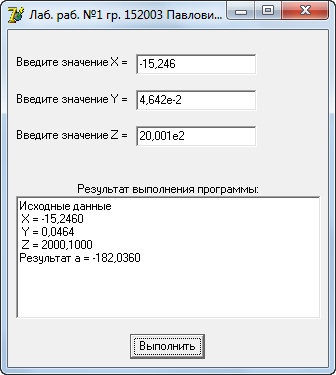 Лаб. раб. №1 гр. 152003 Павлови...
Введите значение X = -15,246
Введите значение Y = 4,642e-2
Введите значение Z = 20,001e2
Результат выполнения программы:
Исходные данные
X = -15,2460
Y = 0,0464
Z = 2000,1000
Результат a = -182,0360
Выполнить